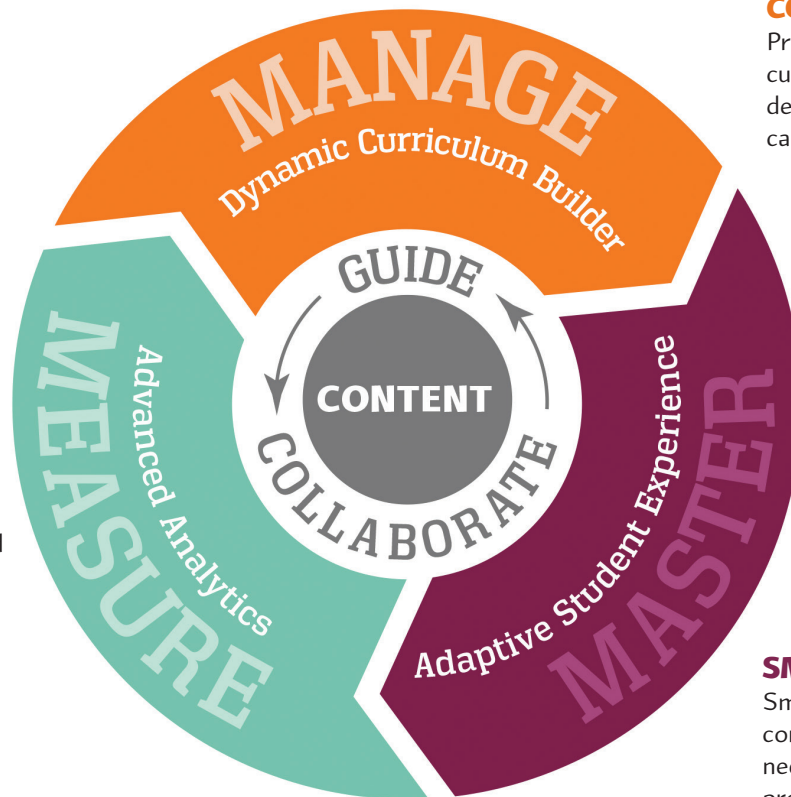 MANAGE
Dynamic Curriculum Builder
GUIDE
CONTENT
COLLABORATE
MEASURE
Advanced Analytics
MASTER
Adaptive Student Experience